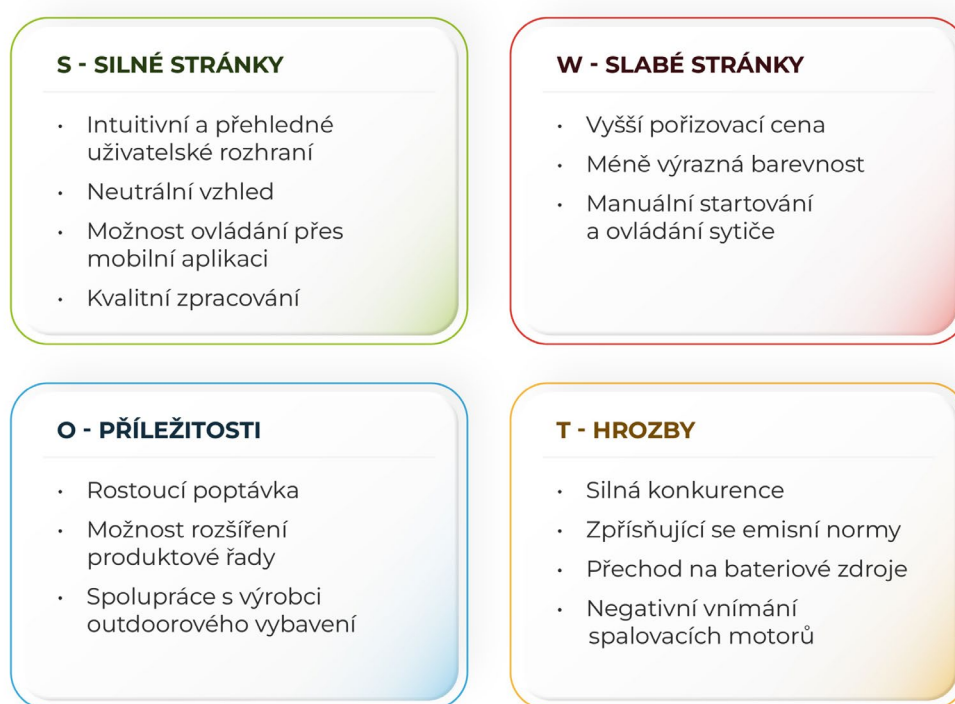 S - SILNÉ STRÁNKY
• Intuitivní a přehledné
uživatelské rozhraní
• Neutrální vzhled
• Možnost ovládání přes
mobilní aplikaci
• Kvalitní zpracování
W - SLABÉ STRÁNKY
• Vyšší pořizovací cena
• Méně výrazná barevnost
• Manuální startování
a ovládání sytiče
O - PŘÍLEŽITOSTI
• Rostoucí poptávka
• Možnost rozšíření
produktové řady
• Spolupráce s výrobci
outdoorového vybavení
T - HROZBY
• Silná konkurence
• Zpřísňující se emisní normy
• Přechod na bateriové zdroje
• Negativní vnímání
spalovacích motorů